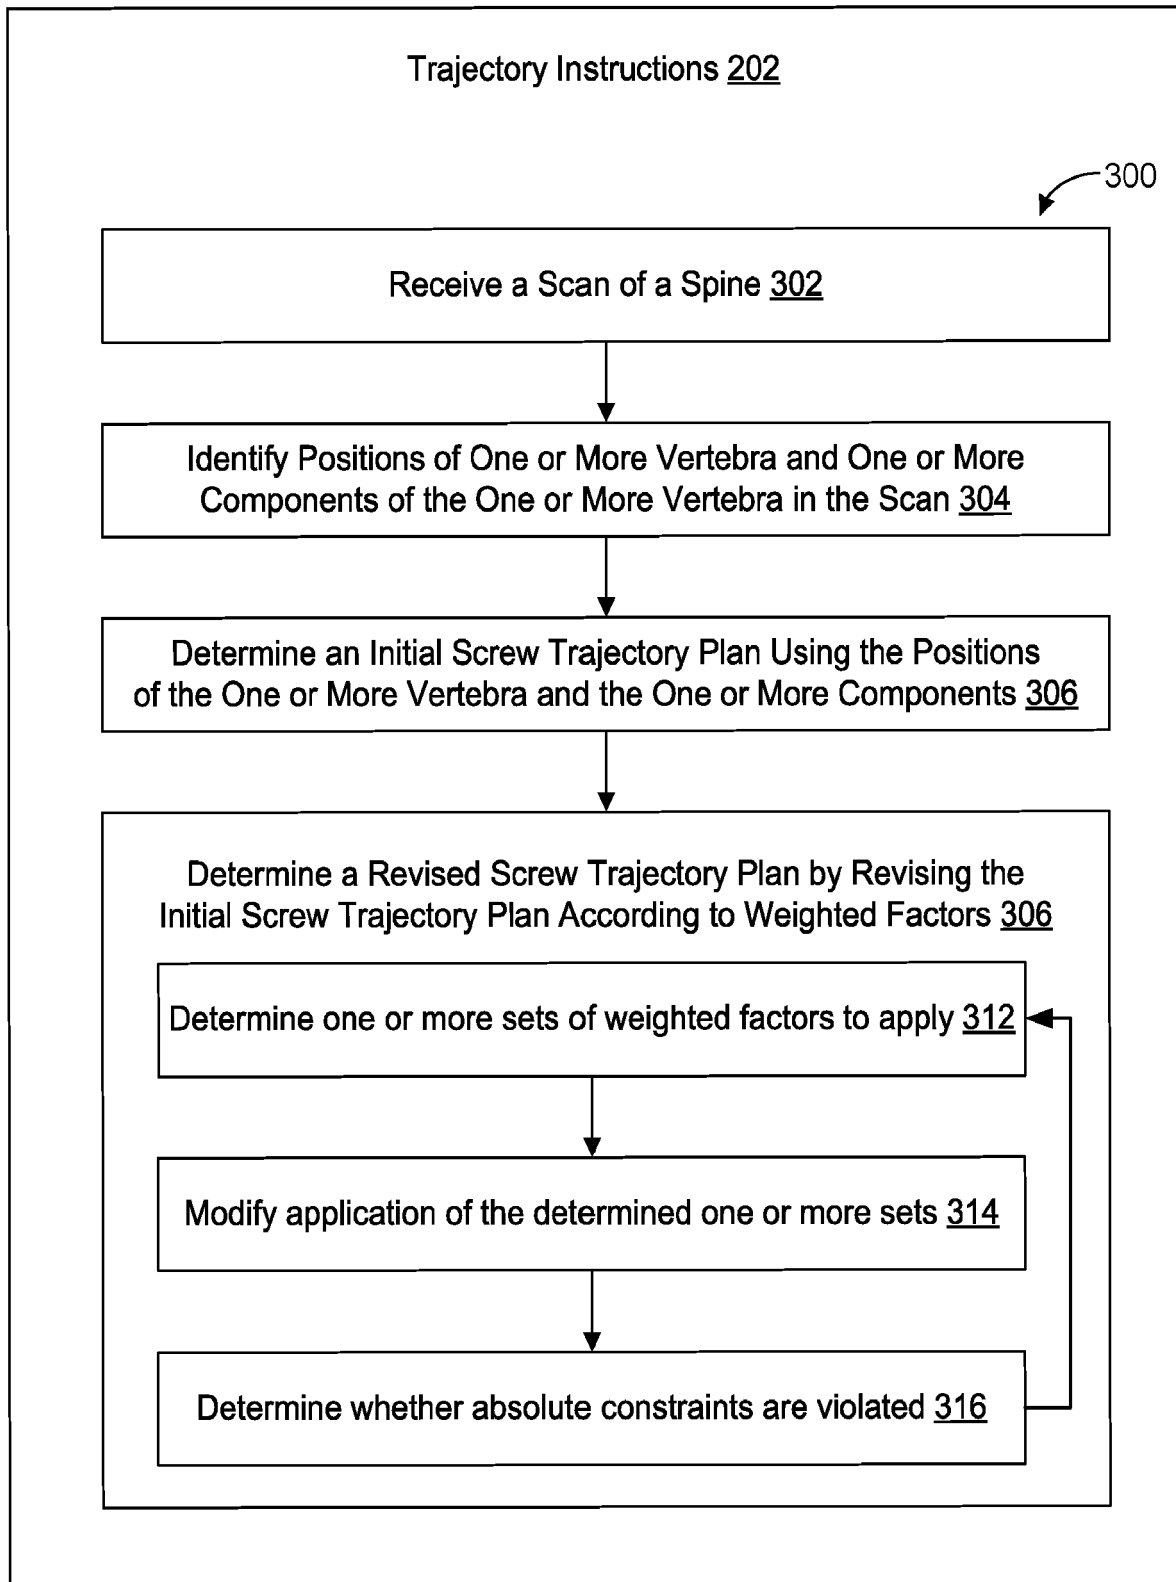 Trajectory Instructions 202
300
Receive a Scan of a Spine 302
Identify Positions of One or More Vertebra and One or More
Components of the One or More Vertebra in the Scan 304
Determine an Initial Screw Trajectory Plan Using the Positions
of the One or More Vertebra and the One or More Components 306
Determine a Revised Screw Trajectory Plan by Revising the
Initial Screw Trajectory Plan According to Weighted Factors 306
Determine one or more sets of weighted factors to apply 312
Modify application of the determined one or more sets 314
Determine whether absolute constraints are violated 316